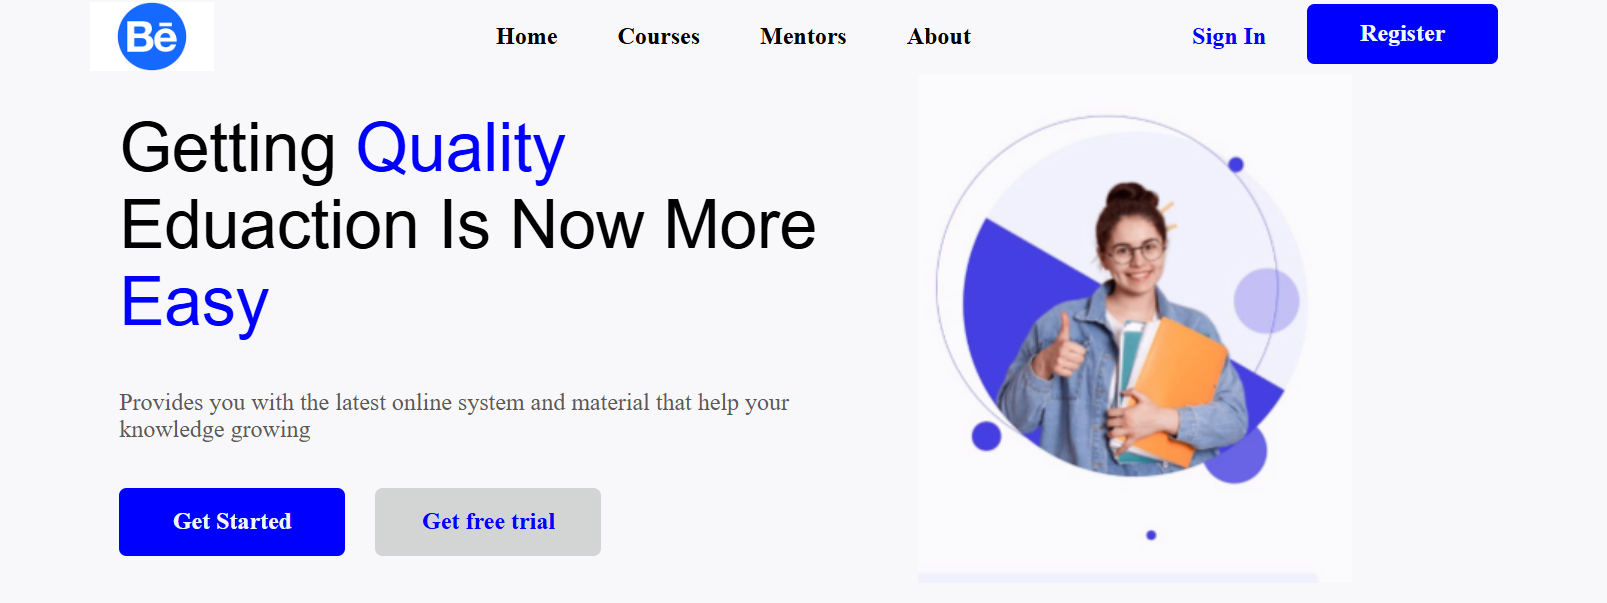 Bē
Home Courses Mentors About Sign In Register
Getting Quality
Eduaction Is Now More
Easy
Provides you with the latest online system and material that help your
knowledge growing
Get Started Get free trial